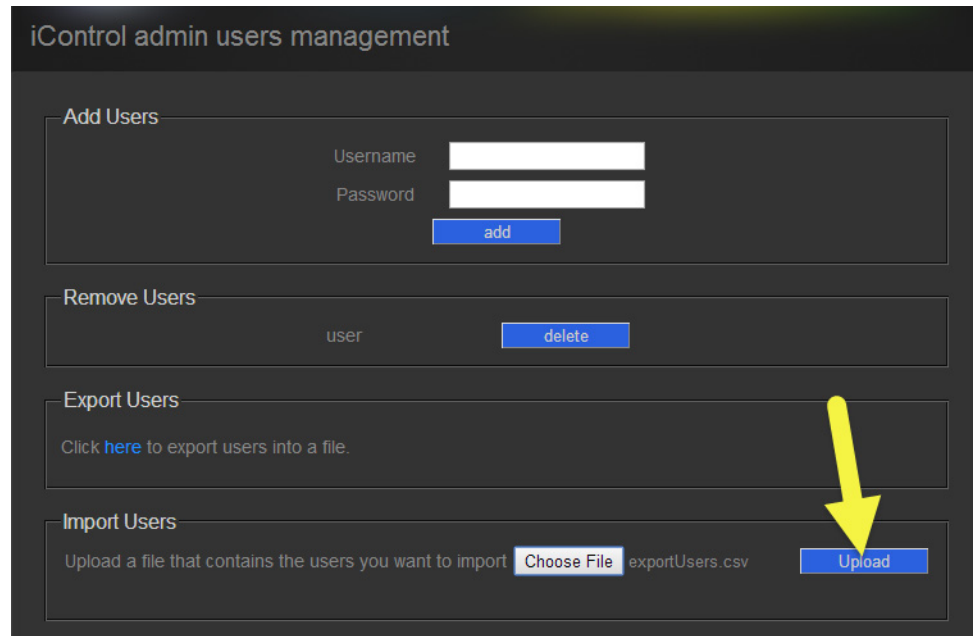 iControl admin users management
Add Users
Username
Password
add
Remove Users
user delete
Export Users
Click here to export users into a file.
Import Users
Upload a file that contains the users you want to import Choose File exportUsers.csv Upload